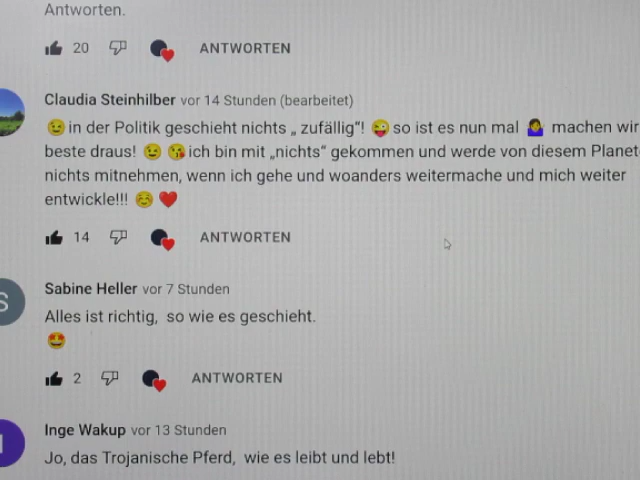 Antworten.
20 ANTWORTEN
Claudia Steinhilber vor 14 Stunden (bearbeitet)
😉in der Politik geschieht nichts „ zufällig“! 😜so ist es nun mal 🤷‍♀️ machen wir
beste draus! 😉 😘ich bin mit „nichts“ gekommen und werde von diesem Planet
nichts mitnehmen, wenn ich gehe und woanders weitermache und mich weiter
entwickle!!! ☺️ ❤️
14 ANTWORTEN
S
Sabine Heller vor 7 Stunden
Alles ist richtig, so wie es geschieht.
🤩
2 ANTWORTEN
Inge Wakup vor 13 Stunden
Jo, das Trojanische Pferd, wie es leibt und lebt!